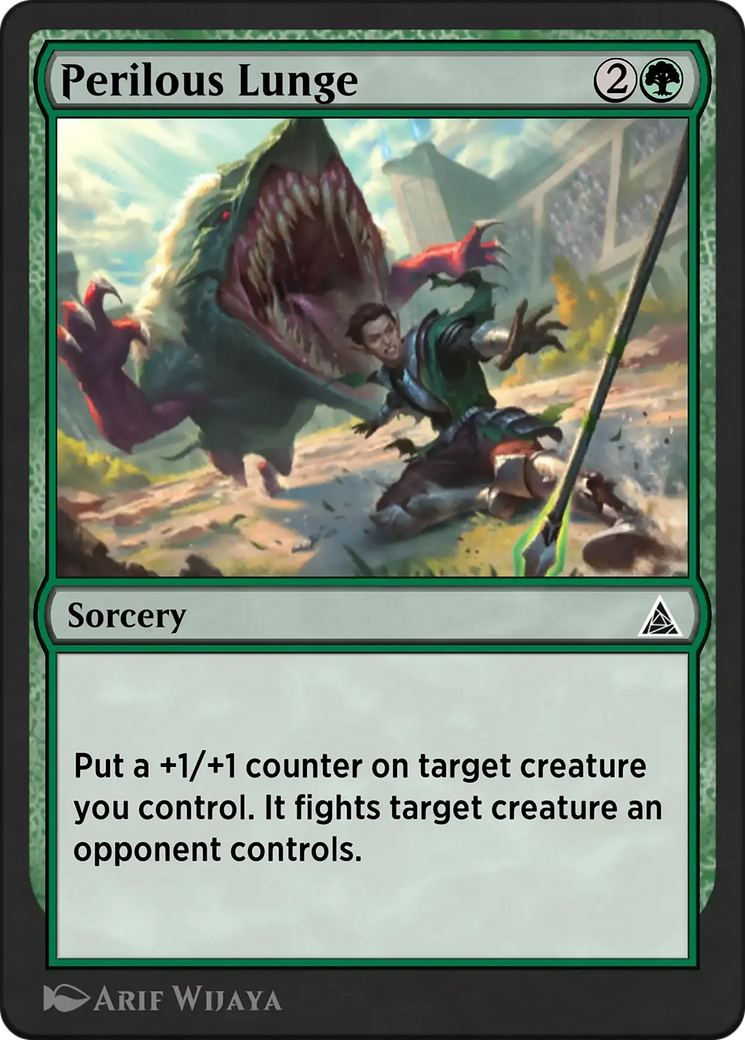 Perilous Lunge 2
Sorcery
Put a +1/+1 counter on target creature
you control. It fights target creature an
opponent controls.
Arif Wijaya